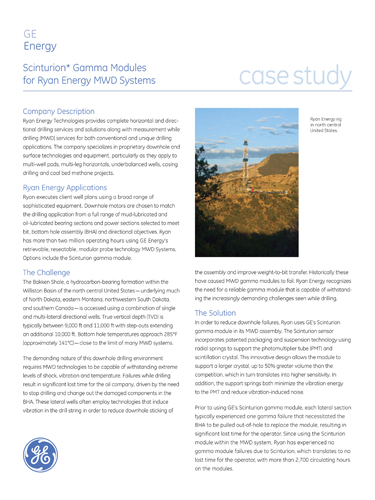 GE
Energy
Scinturion* Gamma Modules
for Ryan Energy MWD Systems
case study
Company Description
Ryan Energy Technologies provides complete horizontal and direc-
tional drilling services and solutions along with measurement while
drilling (MWD) services for both conventional and unique drilling
applications. The company specializes in proprietary downhole and
surface technologies and equipment, particularly as they apply to
multi-well pads, multi-leg horizontals, underbalanced wells, casing
drilling and coal bed methane projects.
Ryan Energy Applications
Ryan executes client well plans using a broad range of
sophisticated equipment. Downhole motors are chosen to match
the drilling application from a full range of mud-lubricated and
oil-lubricated bearing sections and power sections selected to meet
bit, bottom hole assembly (BHA) and directional objectives. Ryan
has more than two million operating hours using GE Energy's
retrievable, reseatable, modular probe technology MWD Systems.
Options include the Scinturion gamma module.
The Challenge
The Bakken Shale, a hydrocarbon-bearing formation within the
Williston Basin of the north central United States—underlying much
of North Dakota, eastern Montana, northwestern South Dakota,
and southern Canada—is accessed using a combination of single
and multi-lateral directional wells. True vertical depth (TVD) is
typically between 9,000 ft and 11,000 ft with step-outs extending
an additional 10,000 ft. Bottom hole temperatures approach 285°F
(approximately 141°C)—close to the limit of many MWD systems.
The demanding nature of this downhole drilling environment
requires MWD technologies to be capable of withstanding extreme
levels of shock, vibration and temperature. Failures while drilling
result in significant lost time for the oil company, driven by the need
to stop drilling and change out the damaged components in the
BHA. These lateral wells often employ technologies that induce
vibration in the drill string in order to reduce downhole sticking of
Ryan Energy rig
in north central
United States.
the assembly and improve weight-to-bit transfer. Historically these
have caused MWD gamma modules to fail. Ryan Energy recognizes
the need for a reliable gamma module that is capable of withstand-
ing the increasingly demanding challenges seen while drilling.
The Solution
In order to reduce downhole failures, Ryan uses GE's Scinturion
gamma module in its MWD assembly. The Scinturion sensor
incorporates patented packaging and suspension technology using
radial springs to support the photomultiplier tube (PMT) and
scintillation crystal. This innovative design allows the module to
support a larger crystal, up to 50% greater volume than the
competition, which in turn translates into higher sensitivity. In
addition, the support springs both minimize the vibration energy
to the PMT and reduce vibration-induced noise.
Prior to using GE's Scinturion gamma module, each lateral section
typically experienced one gamma failure that necessitated the
BHA to be pulled out-of-hole to replace the module, resulting in
significant lost time for the operator. Since using the Scinturion
module within the MWD system, Ryan has experienced no
gamma module failures due to Scinturion, which translates to no
lost time for the operator, with more than 2,700 circulating hours
on the modules.